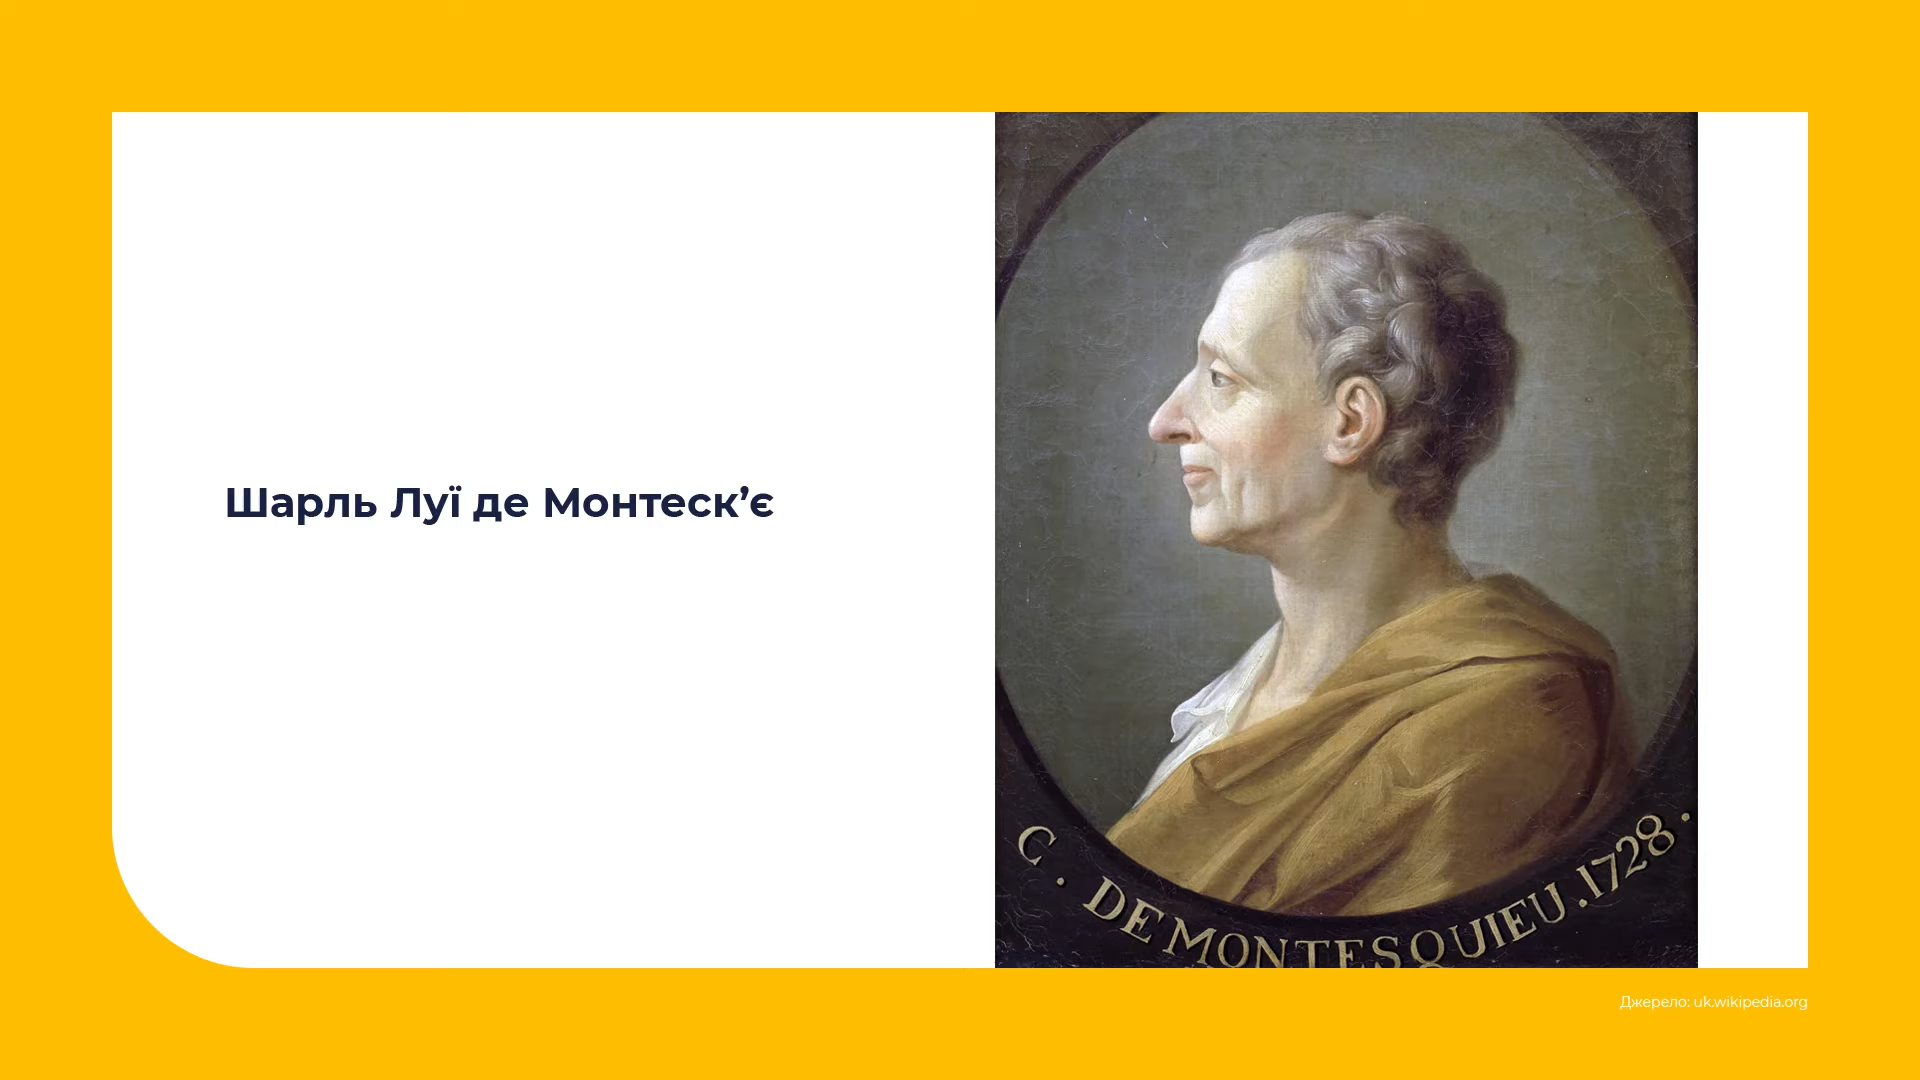 Шарль Луї де Монтеск’є
C. DE MONTESQUIEU. 1728.
Джерело: uk.wikipedia.org